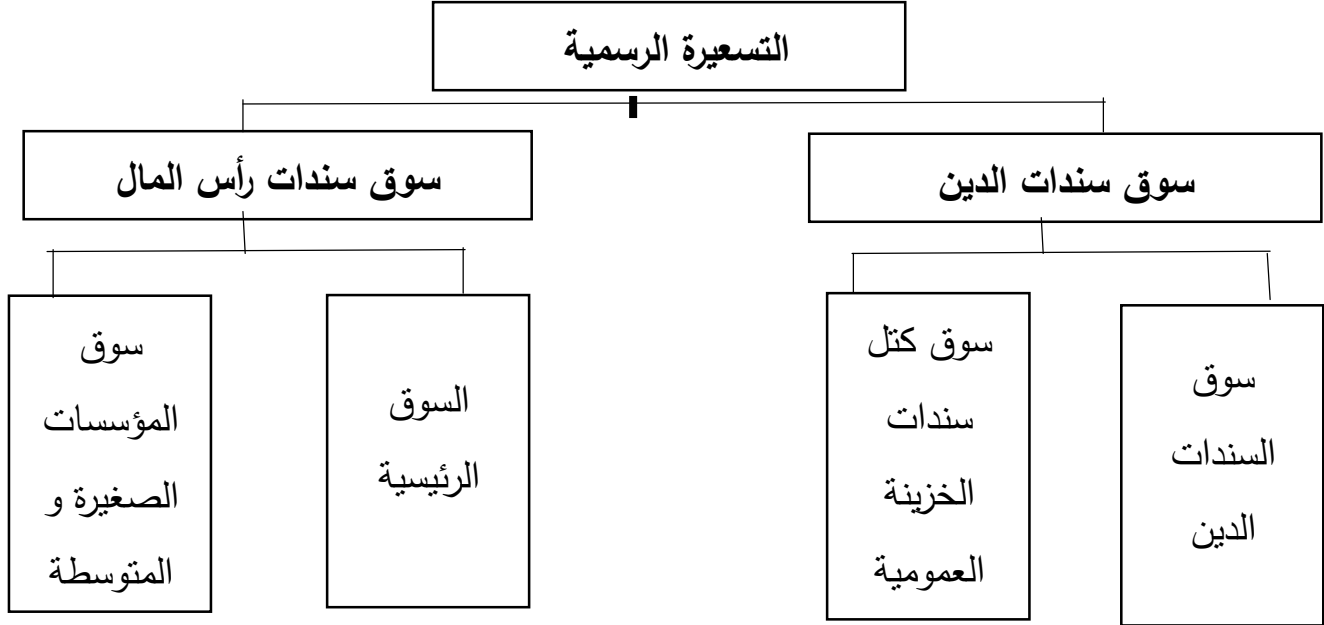 التسعيرة الرسمية
سوق سندات الدين
سوق سندات رأس المال
سوق
السندات
الدين
سوق كتل
سندات
الخزينة
العمومية
السوق
الرئيسية
سوق
المؤسسات
الصغيرة و
المتوسطة